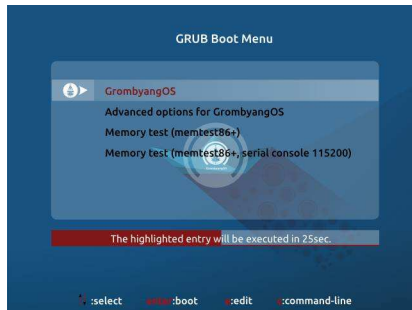 GRUB Boot Menu
GrombyangOS
Advanced options for GrombyangOS
Memory test (memtest86+)
Memory test (memtest86+, serial console 115200)
The highlighted entry will be executed in 25sec.
:select enter:boot e:edit c:command-line